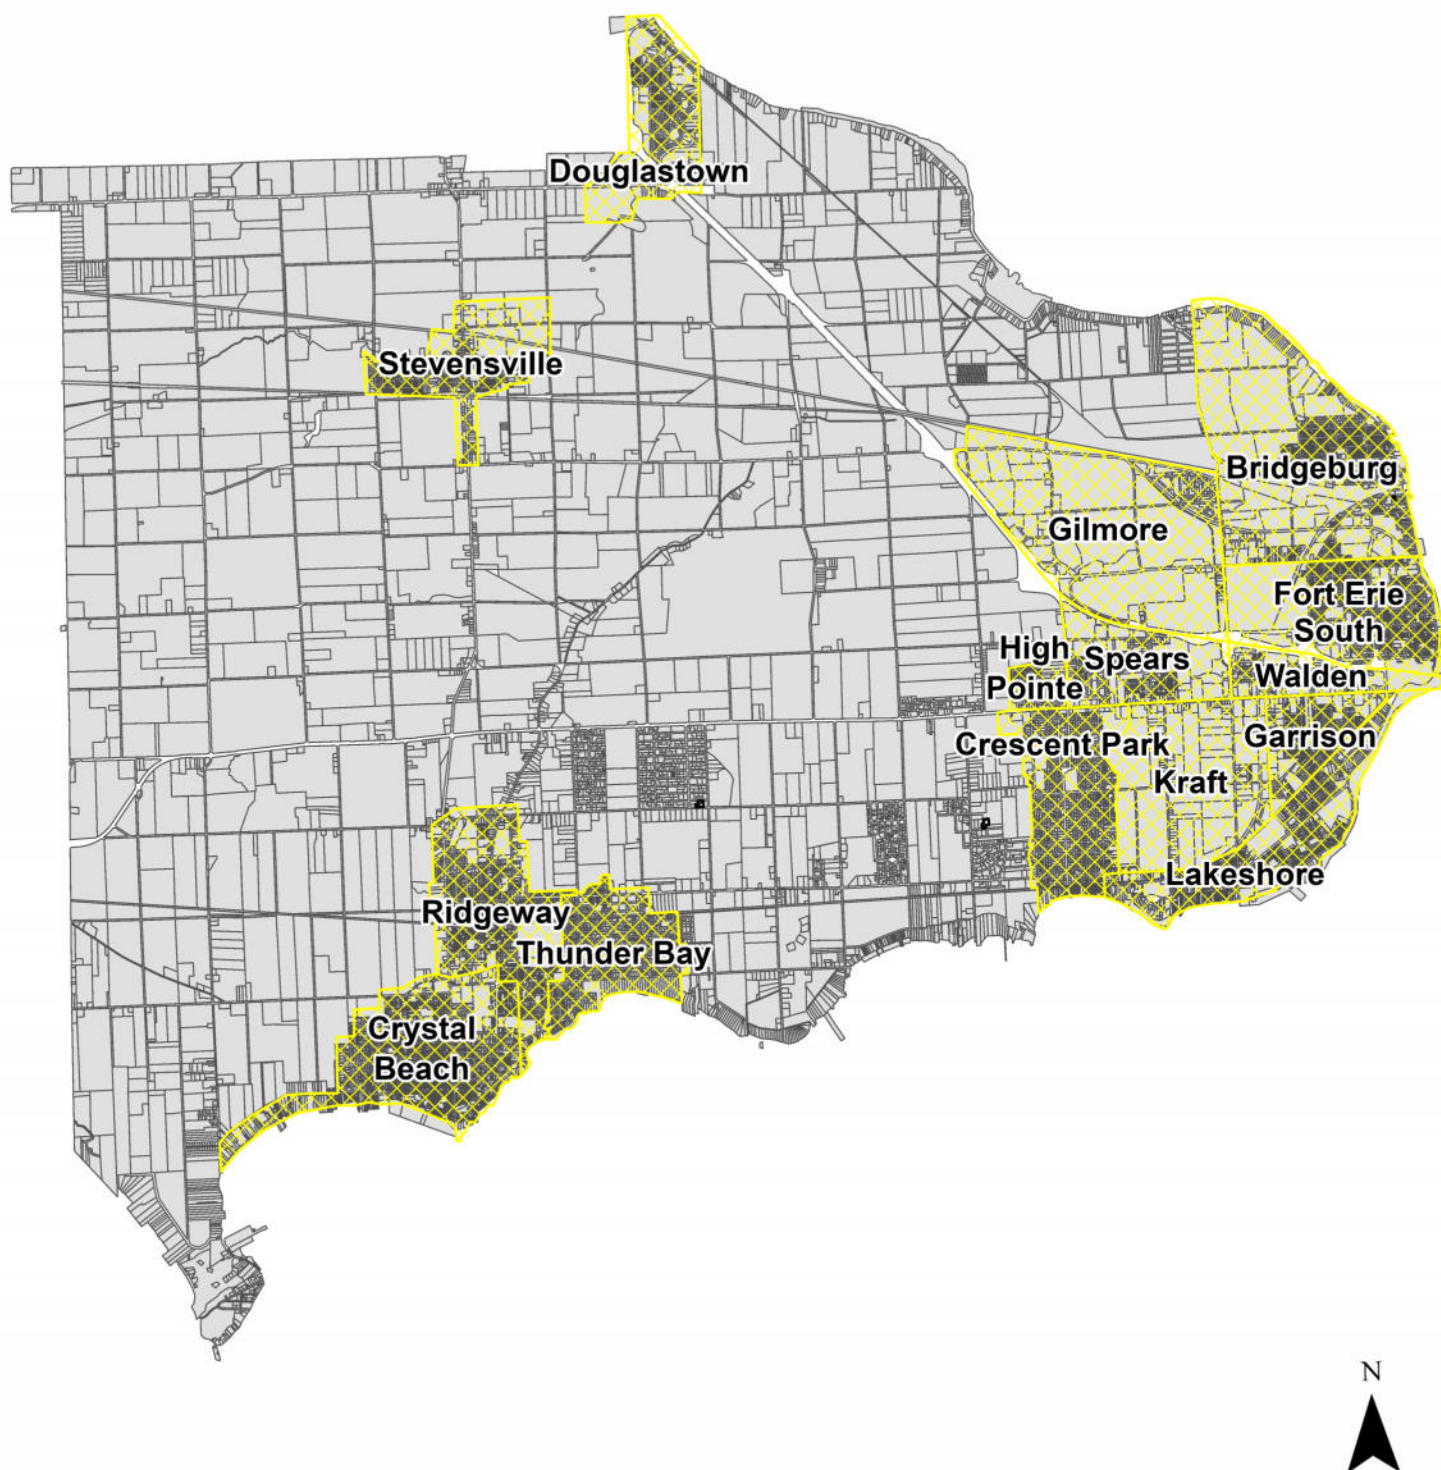 Douglastown
Stevensville
Bridgeburg
Gilmore
Fort Erie
South
High
Pointe
Spears
Walden
Crescent Park
Garrison
Kraft
Lakeshore
Ridgeway
Thunder Bay
Crystal
Beach
N